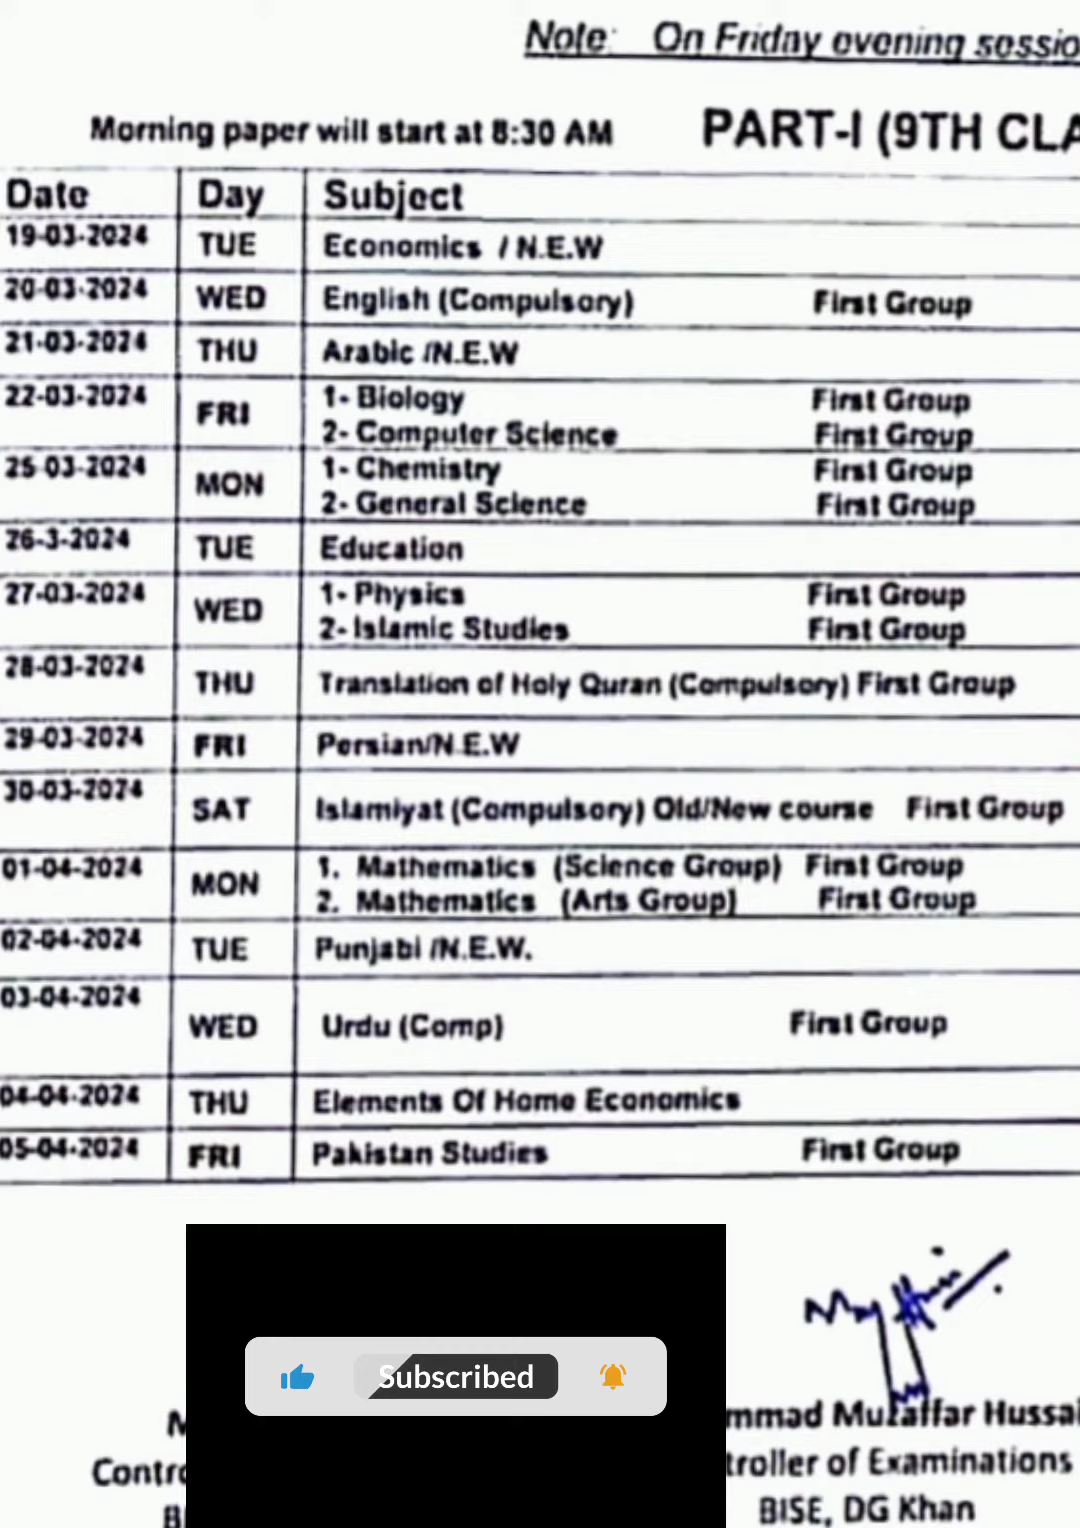 Note: On Friday evening sessio
Morning paper will start at 8:30 AM PART-I (9TH CLA
Date Day Subject
19-03-2024 TUE Economics / N.E.W
20-03-2024 WED English (Compulsory) First Group
21-03-2024 THU Arabic /N.E.W
22-03-2024 FRI 1- Biology First Group
2- Computer Science First Group
25-03-2024 MON 1- Chemistry First Group
2- General Science First Group
26-3-2024 TUE Education
27-03-2024 WED 1- Physics First Group
2- Islamic Studies First Group
28-03-2024 THU Translation of Holy Quran (Compulsory) First Group
29-03-2024 FRI Persian/N.E.W
30-03-2024 SAT Islamiyat (Compulsory) Old/New course First Group
01-04-2024 MON 1. Mathematics (Science Group) First Group
2. Mathematics (Arts Group) First Group
02-04-2024 TUE Punjabi /N.E.W.
03-04-2024 WED Urdu (Comp) First Group
04-04-2024 THU Elements Of Home Economics
05-04-2024 FRI Pakistan Studies First Group
Subscribed
M mmad Muzaffar Hussai
Contro troller of Examinations
BI BISE, DG Khan